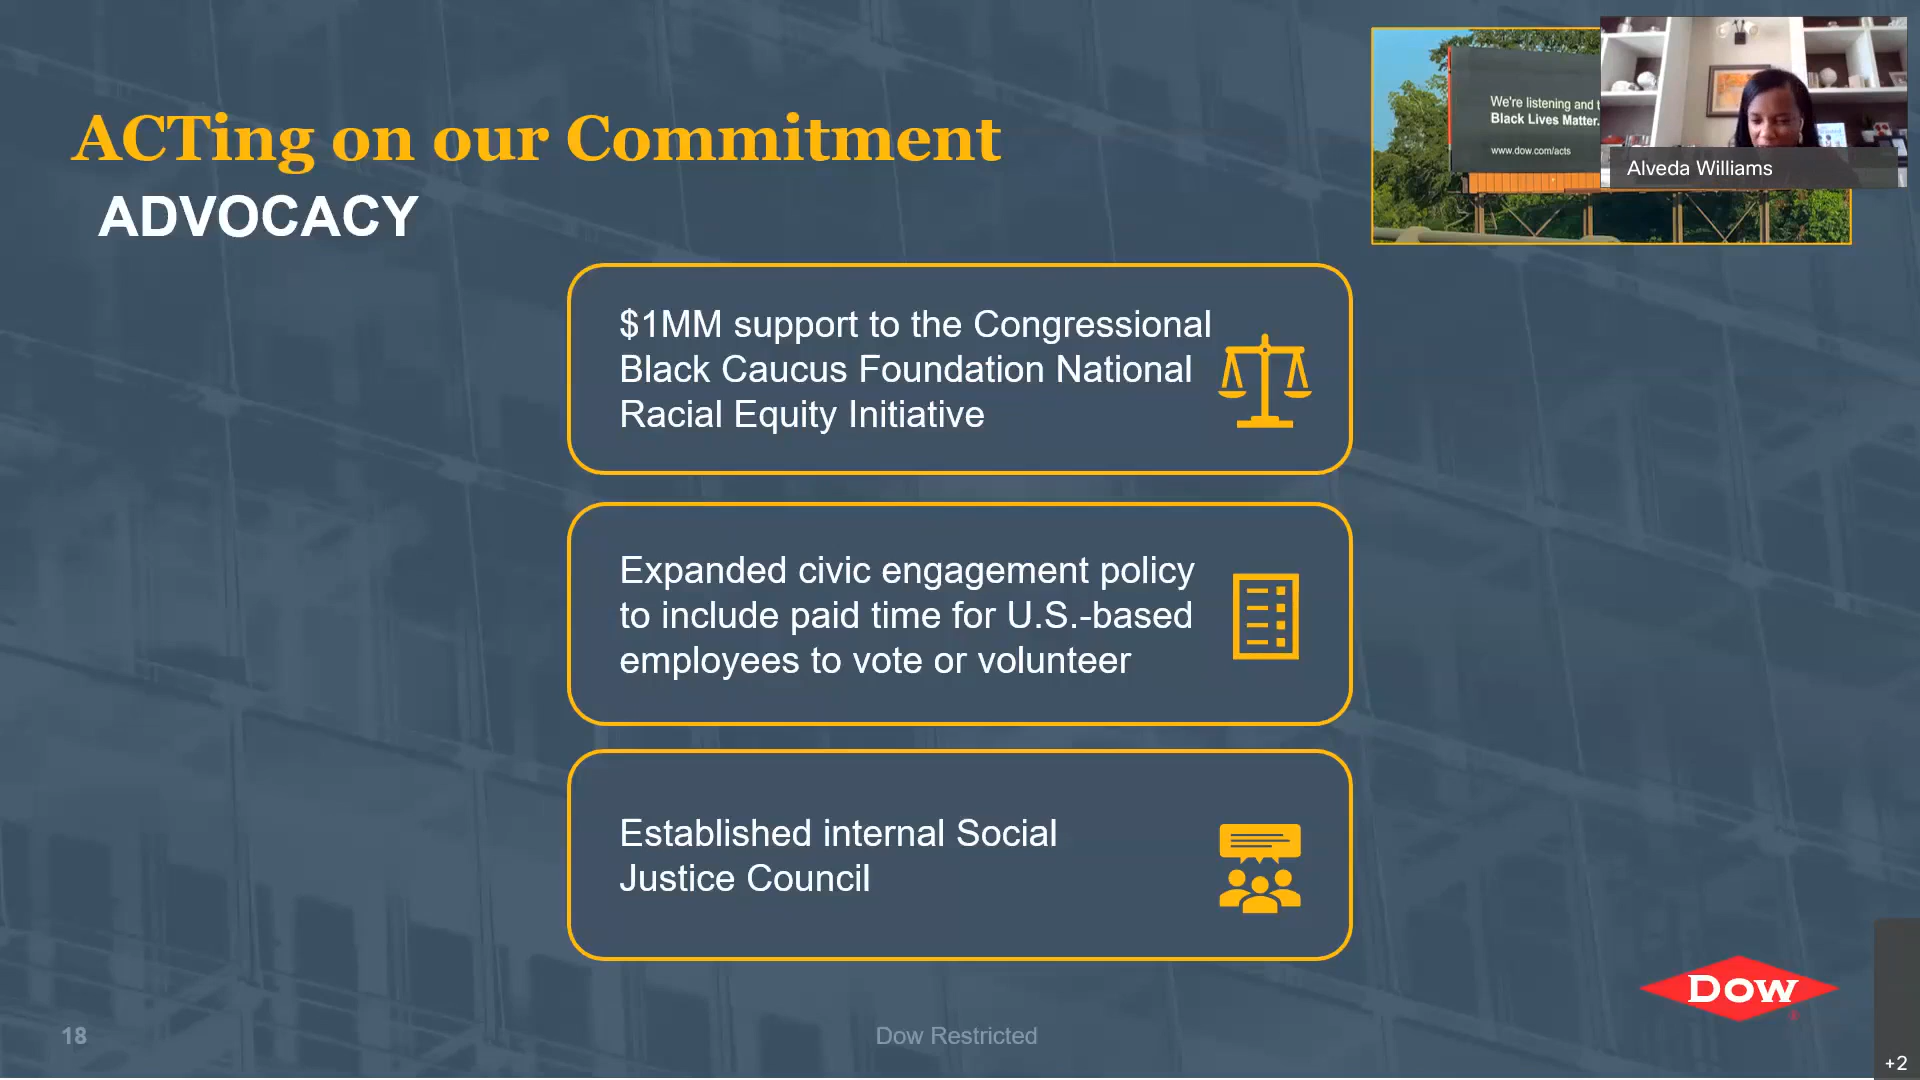 ACTing on our Commitment
ADVOCACY
We're listening and t
Black Lives Matter.
www.dow.com/acts
Alveda Williams
$1MM support to the Congressional
Black Caucus Foundation National
Racial Equity Initiative
Expanded civic engagement policy
to include paid time for U.S.-based
employees to vote or volunteer
Established internal Social
Justice Council
Dow
18
Dow Restricted
+2